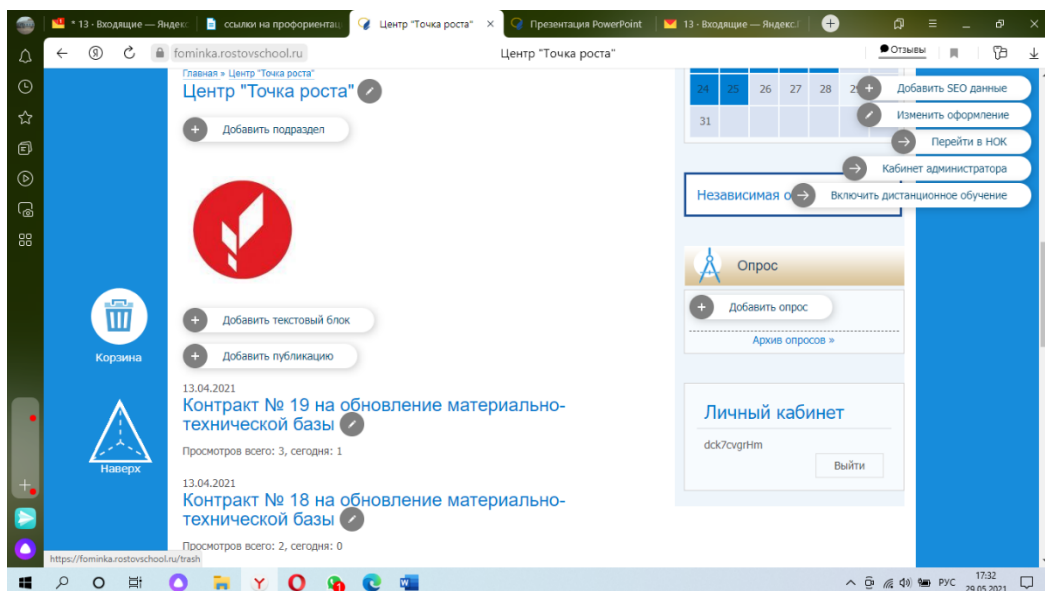 * 13 · Входящие — Яндекс
ссылки на профориентац
Центр "Точка роста"
Презентация PowerPoint
13 · Входящие — Яндекс.Г
fominka.rostovschool.ru
Центр "Точка роста"
Отзывы
Главная » Центр "Точка роста"
Центр "Точка роста"
Добавить подраздел
Добавить текстовый блок
Добавить публикацию
13.04.2021
Контракт № 19 на обновление материально-
технической базы
Просмотров всего: 3, сегодня: 1
13.04.2021
Контракт № 18 на обновление материально-
технической базы
Просмотров всего: 2, сегодня: 0
Корзина
Наверх
24 25 26 27 28
31
Добавить SEO данные
Изменить оформление
Перейти в НОК
Кабинет администратора
Включить дистанционное обучение
Независимая о
Опрос
Добавить опрос
Архив опросов »
Личный кабинет
dck7cvgrHm
Выйти
https://fominka.rostovschool.ru/trash
РУС
17:32
29.05.2021